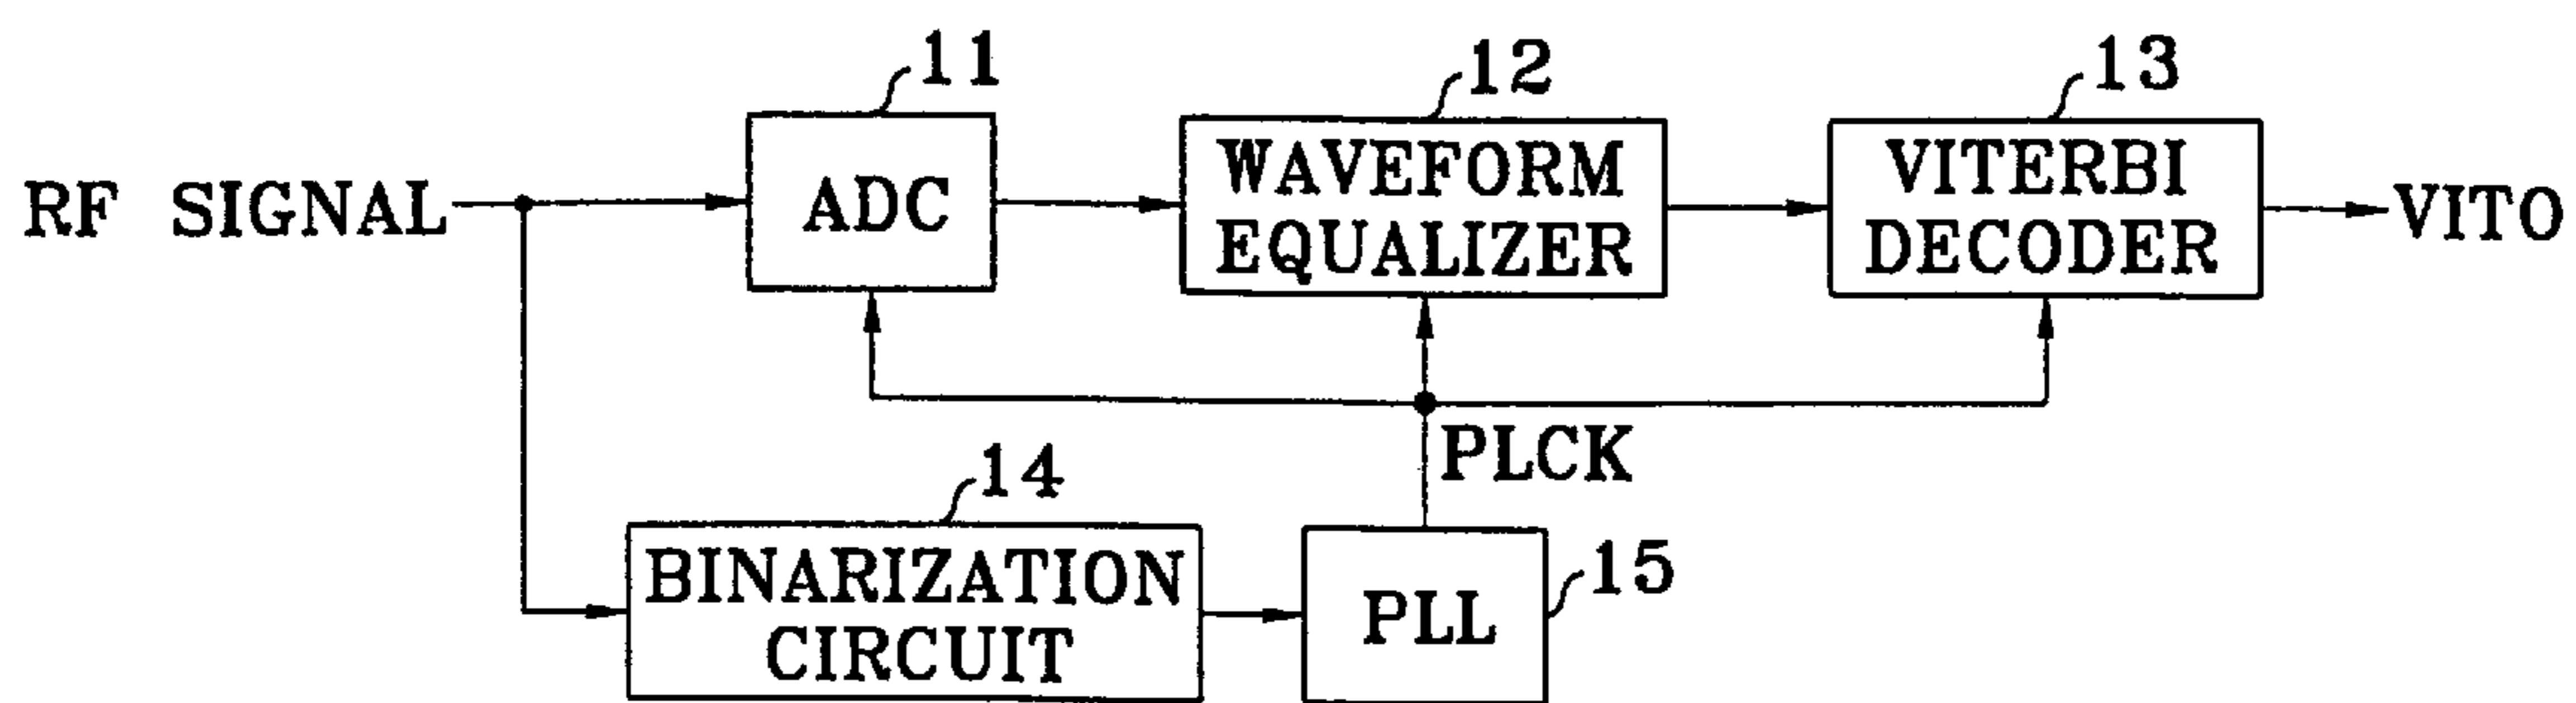 11
12
13
RF SIGNAL
ADC
WAVEFORM
EQUALIZER
VITERBI
DECODER
VITO
PLCK
14
BINARIZATION
CIRCUIT
PLL
15